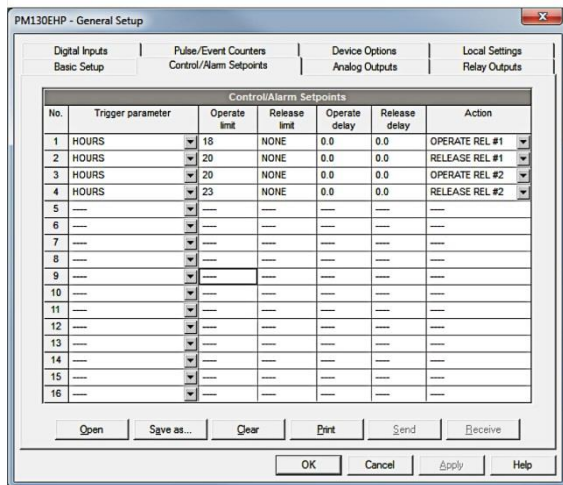 PM130EHP - General Setup
Digital Inputs Pulse/Event Counters Device Options Local Settings
Basic Setup Control/Alarm Setpoints Analog Outputs Relay Outputs
Control/Alarm Setpoints
No. Trigger parameter Operate limit Release limit Operate delay Release delay Action
1 HOURS 18 NONE 0.0 0.0 OPERATE REL #1
2 HOURS 20 NONE 0.0 0.0 RELEASE REL #1
3 HOURS 20 NONE 0.0 0.0 OPERATE REL #2
4 HOURS 23 NONE 0.0 0.0 RELEASE REL #2
5 ---- ---- ---- ---- ---- ----
6 ---- ---- ---- ---- ---- ----
7 ---- ---- ---- ---- ---- ----
8 ---- ---- ---- ---- ---- ----
9 ---- ---- ---- ---- ---- ----
10 ---- ---- ---- ---- ---- ----
11 ---- ---- ---- ---- ---- ----
12 ---- ---- ---- ---- ---- ----
13 ---- ---- ---- ---- ---- ----
14 ---- ---- ---- ---- ---- ----
15 ---- ---- ---- ---- ---- ----
16 ---- ---- ---- ---- ---- ----
Open Save as... Clear Print Send Receive
OK Cancel Apply Help